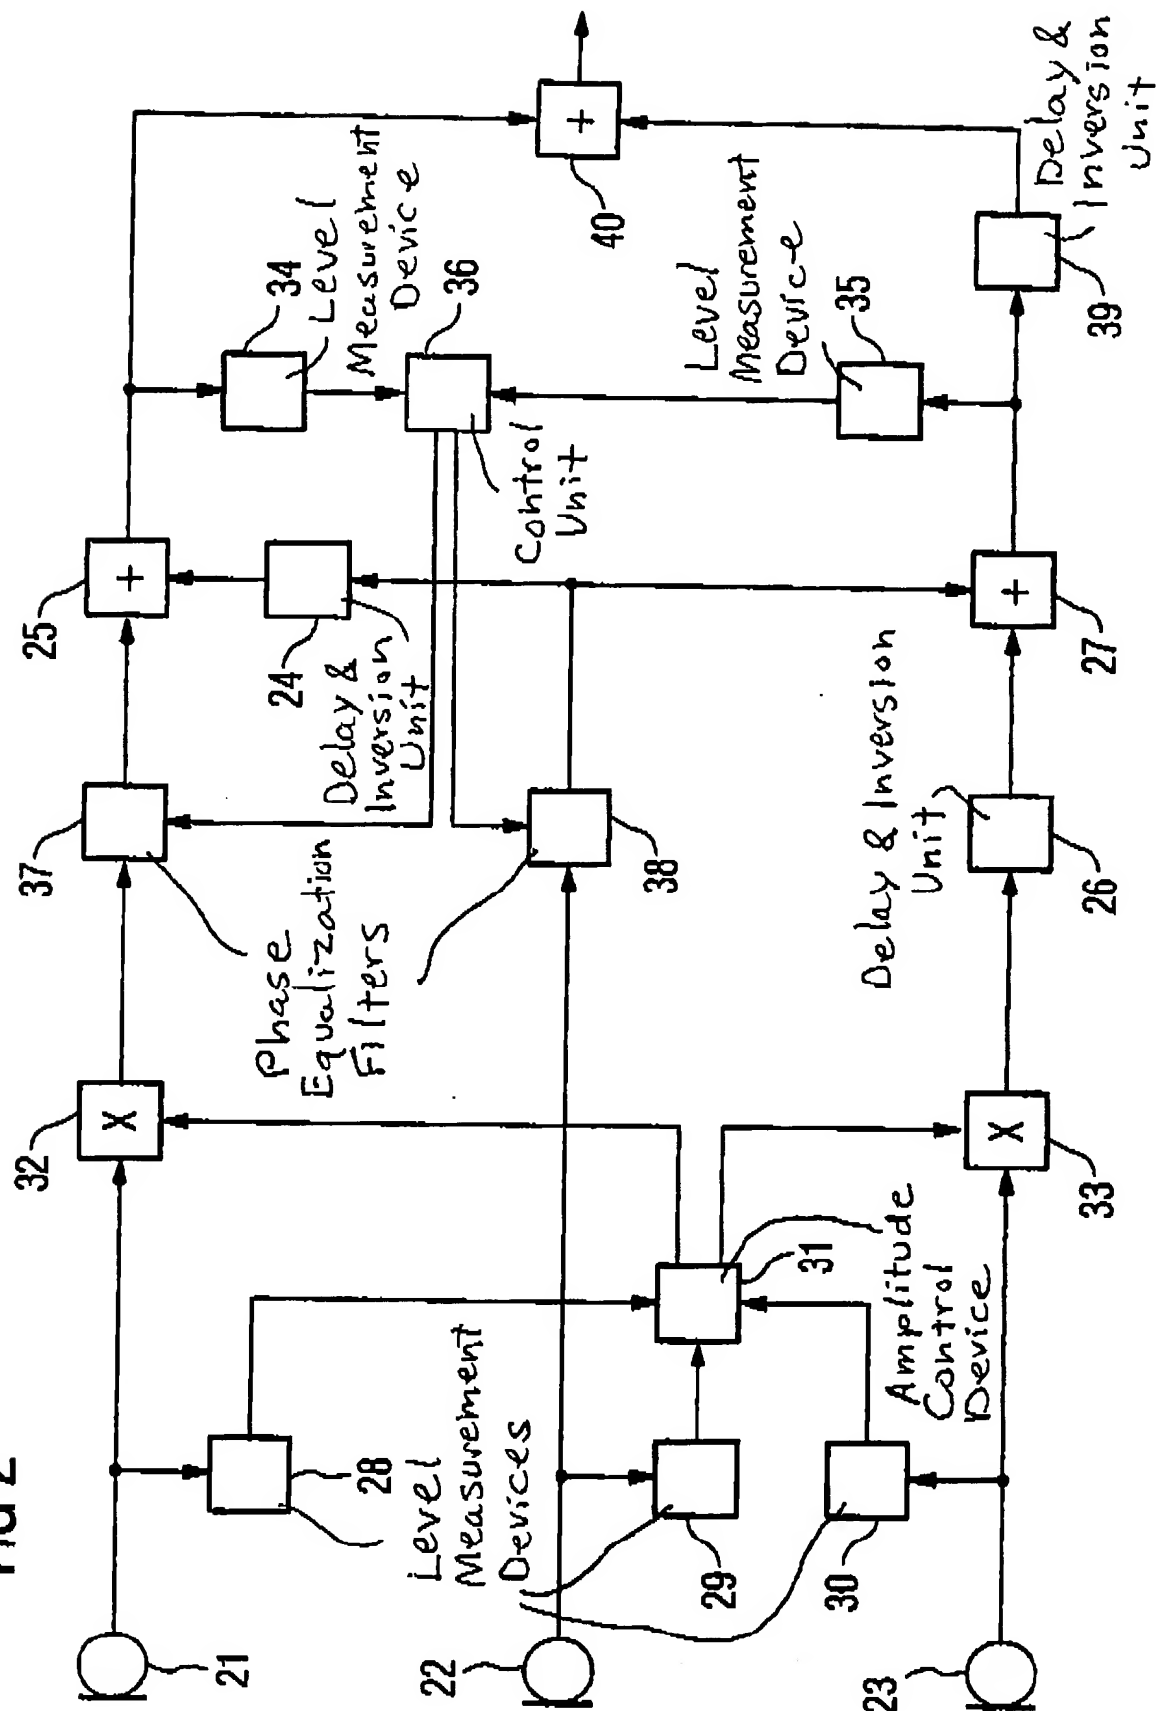 FIG 2
21
22
23
28
Level
Measurement
Devices
29
30
31
Amplitude
Control
Device
32
33
Phase
Equalization
Filters
37
38
Delay & Inversion
Unit
26
25
24
Delay &
Inversion
Unit
27
34
Level
Measurement
Device
36
Control
Unit
Level
Measurement
Device
35
40
39
Delay &
Inversion
Unit